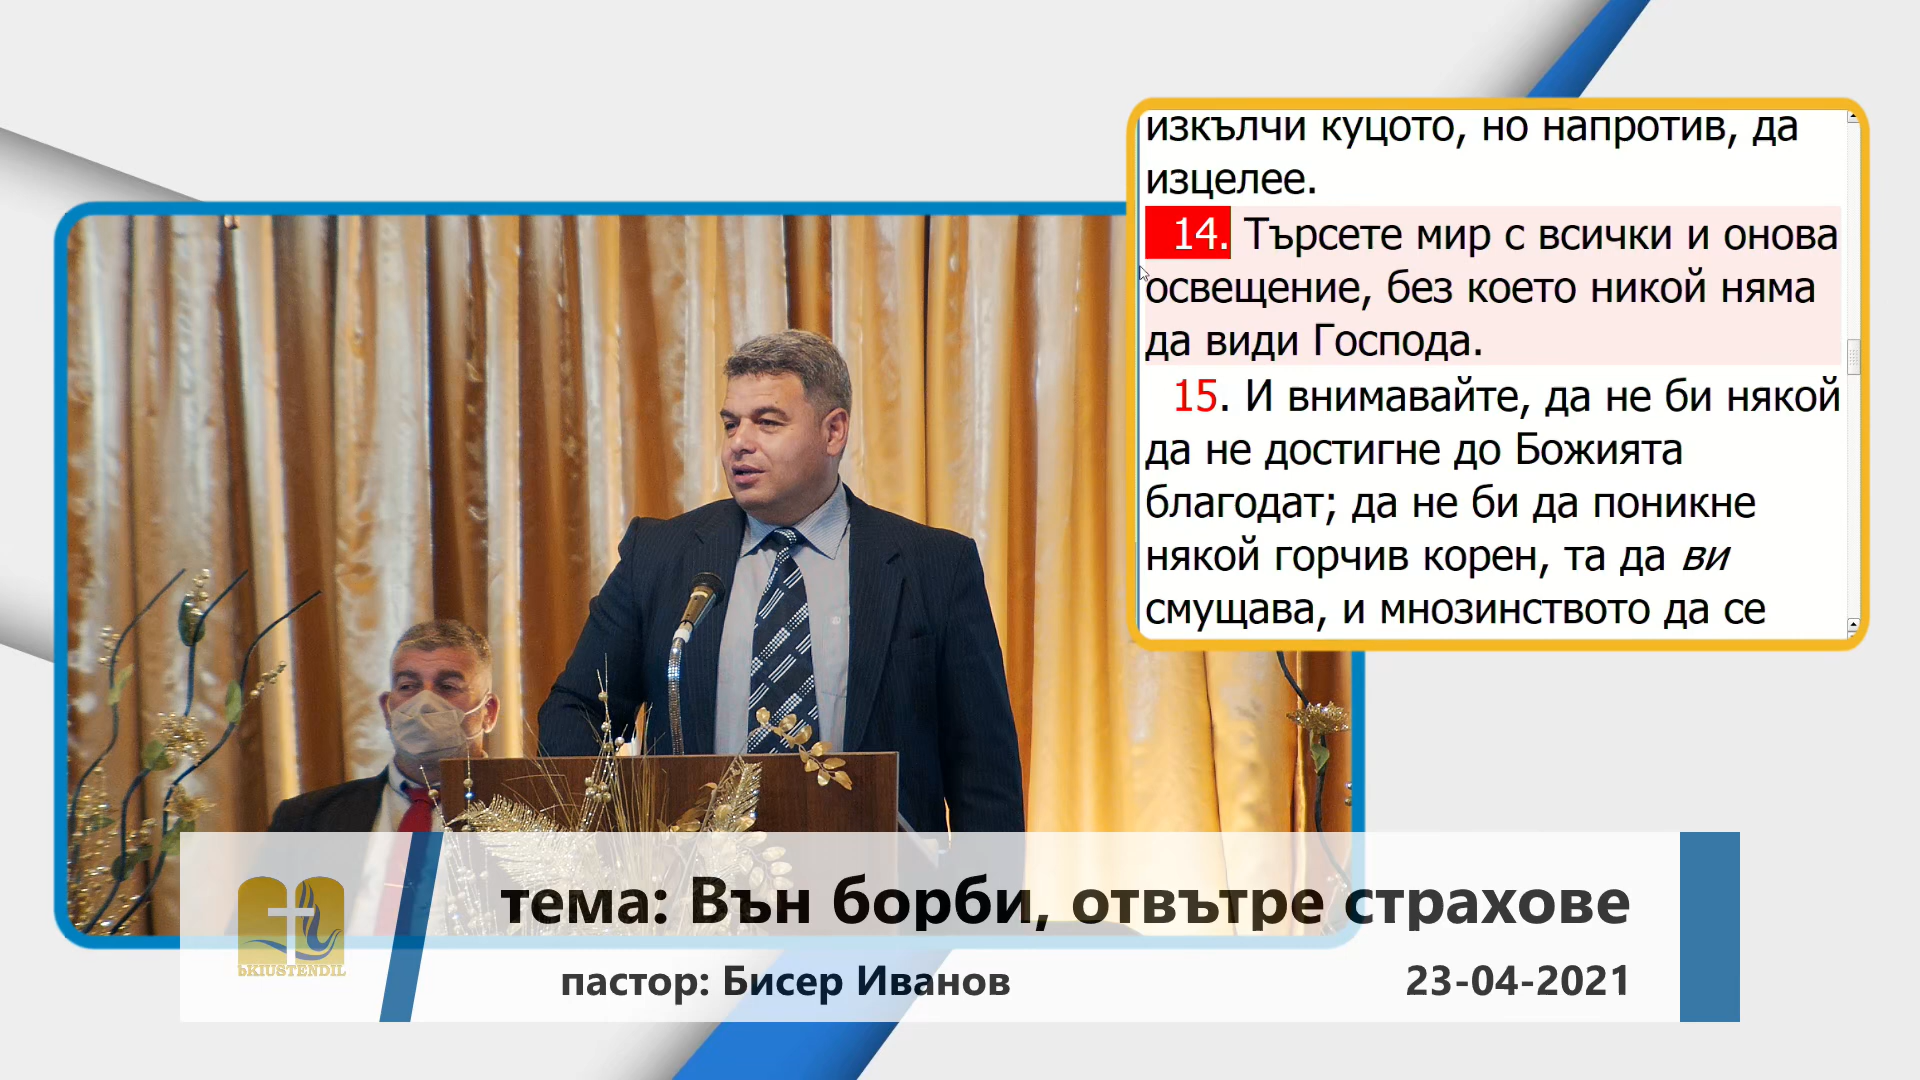 изкълчи куцото, но напротив, да
изцелее.
14. Търсете мир с всички и онова
освещение, без което никой няма
да види Господа.
15. И внимавайте, да не би някой
да не достигне до Божията
благодат; да не би да поникне
някой горчив корен, та да ви
смущава, и мнозинството да се
тема: Вън борби, отвътре страхове
ЬKIUSTENDIL
пастор: Бисер Иванов
23-04-2021